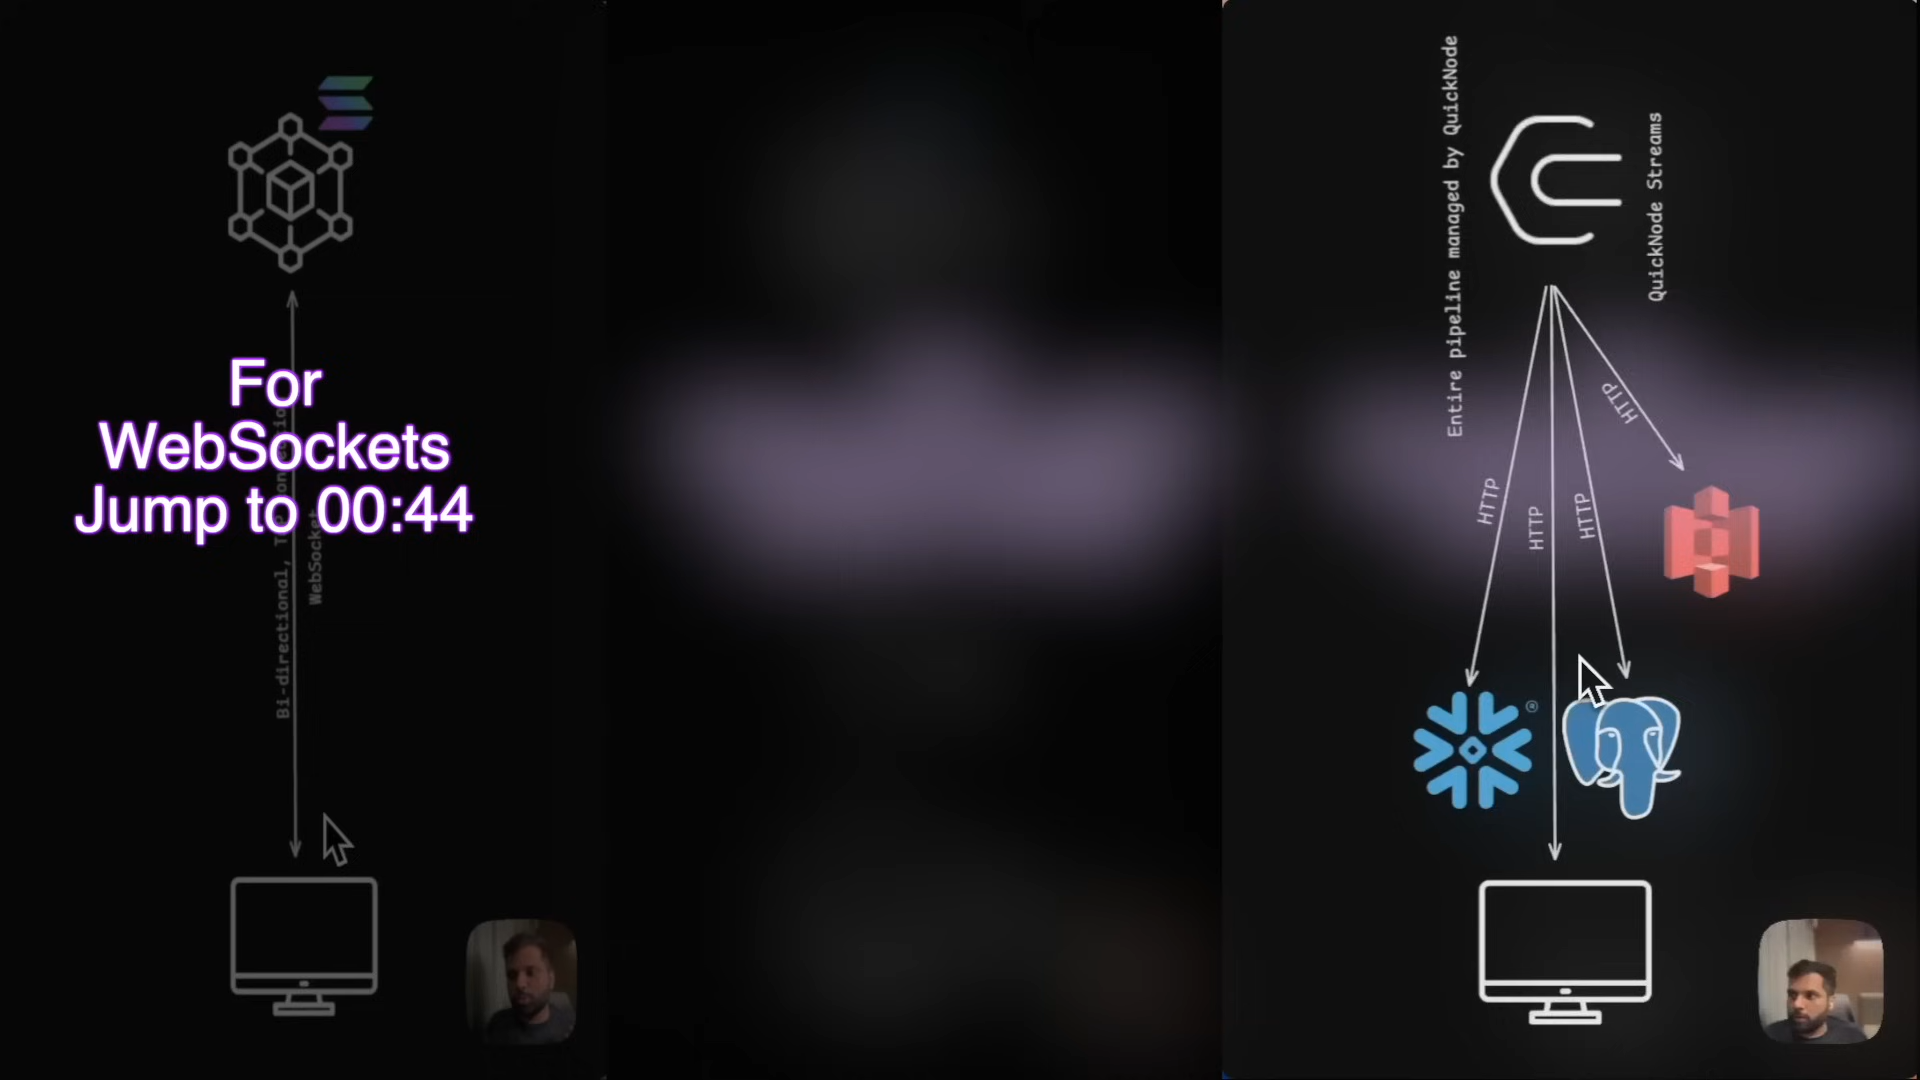 For
WebSockets
Jump to 00:44
Bi-directional, T
WebSocket
Entire pipeline managed by QuickNode
QuickNode Streams
HTTP
HTTP
HTTP
HTTP
®